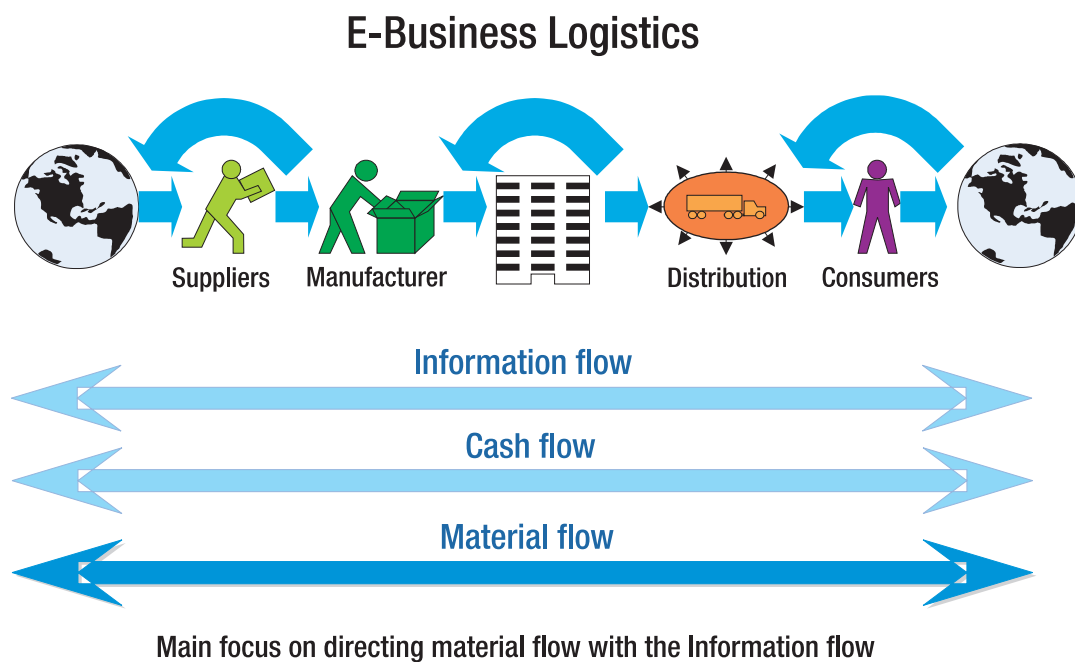 E-Business Logistics
Suppliers
Manufacturer
Distribution
Consumers
Information flow
Cash flow
Material flow
Main focus on directing material flow with the Information flow